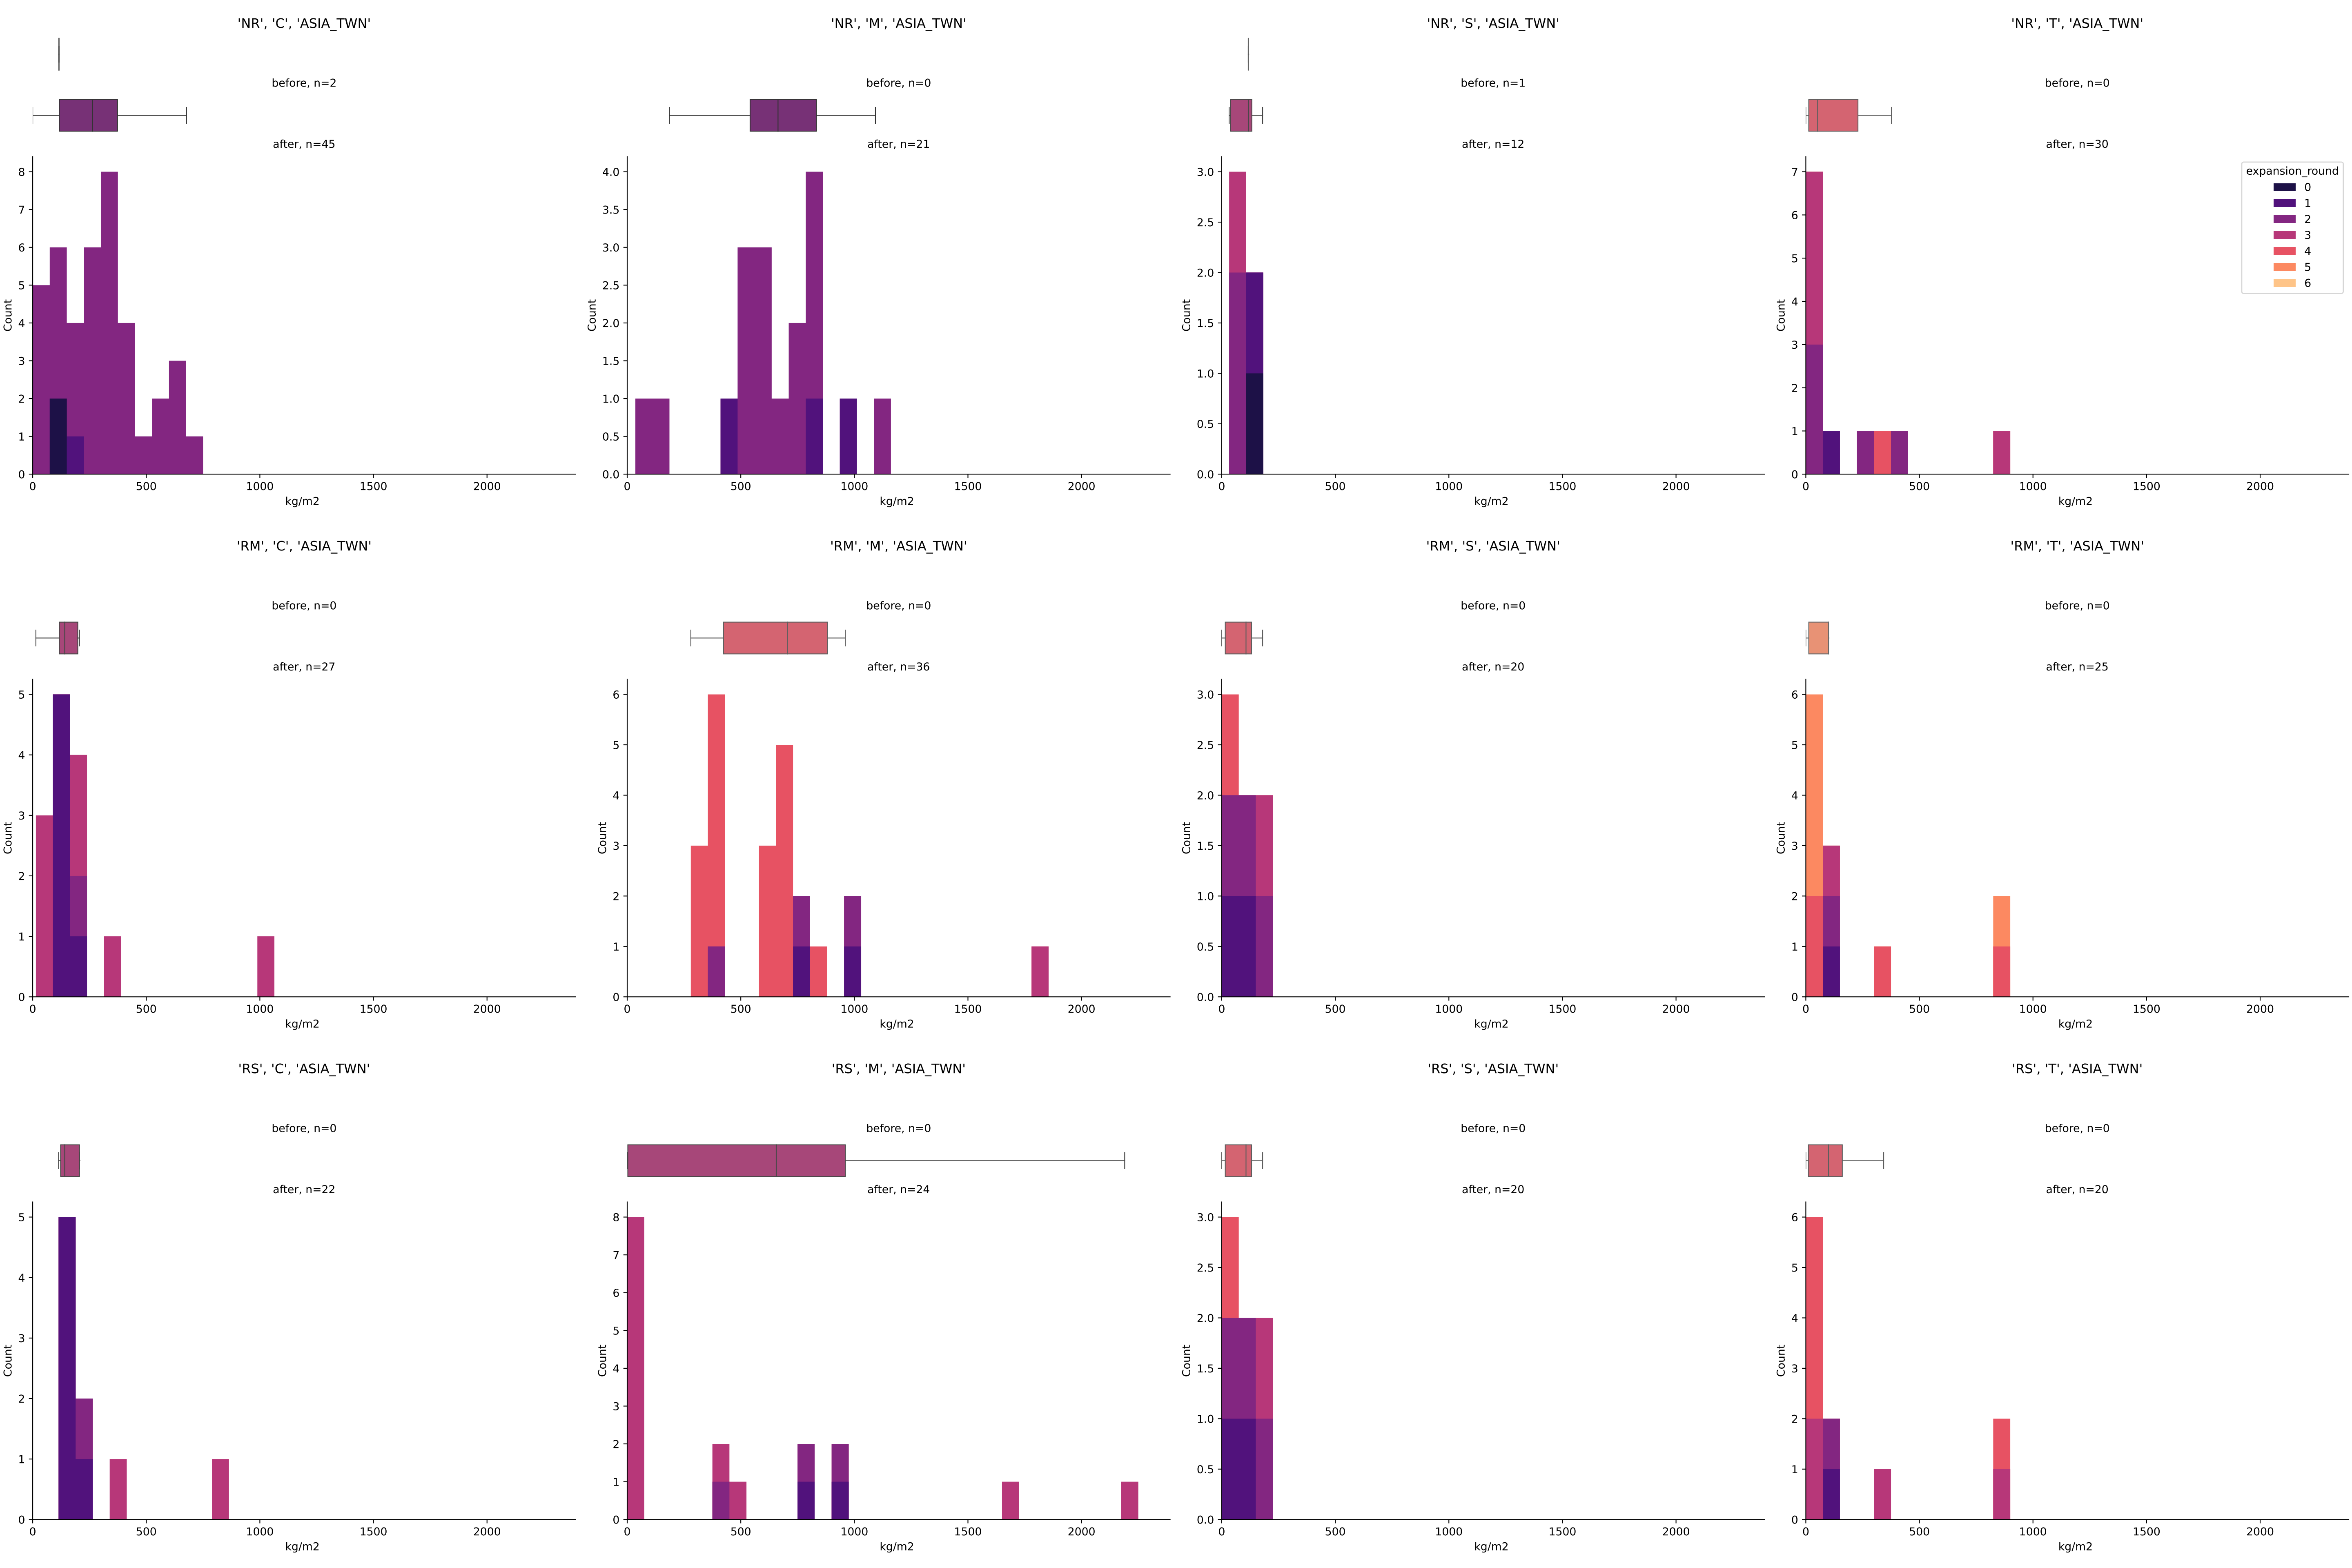 'NR', 'C', 'ASIA_TWN'
before, n=2
after, n=45
8
7
6
5
4
3
2
1
0
Count
0 500 1000 1500 2000
kg/m2
'NR', 'M', 'ASIA_TWN'
before, n=0
after, n=21
4.0
3.5
3.0
2.5
2.0
1.5
1.0
0.5
0.0
Count
0 500 1000 1500 2000
kg/m2
'NR', 'S', 'ASIA_TWN'
before, n=1
after, n=12
3.0
2.5
2.0
1.5
1.0
0.5
0.0
Count
0 500 1000 1500 2000
kg/m2
'NR', 'T', 'ASIA_TWN'
before, n=0
after, n=30
7
6
5
4
3
2
1
0
Count
0 500 1000 1500 2000
kg/m2
expansion_round
0
1
2
3
4
5
6
'RM', 'C', 'ASIA_TWN'
before, n=0
after, n=27
5
4
3
2
1
0
Count
0 500 1000 1500 2000
kg/m2
'RM', 'M', 'ASIA_TWN'
before, n=0
after, n=36
6
5
4
3
2
1
0
Count
0 500 1000 1500 2000
kg/m2
'RM', 'S', 'ASIA_TWN'
before, n=0
after, n=20
3.0
2.5
2.0
1.5
1.0
0.5
0.0
Count
0 500 1000 1500 2000
kg/m2
'RM', 'T', 'ASIA_TWN'
before, n=0
after, n=25
6
5
4
3
2
1
0
Count
0 500 1000 1500 2000
kg/m2
'RS', 'C', 'ASIA_TWN'
before, n=0
after, n=22
5
4
3
2
1
0
Count
0 500 1000 1500 2000
kg/m2
'RS', 'M', 'ASIA_TWN'
before, n=0
after, n=24
8
7
6
5
4
3
2
1
0
Count
0 500 1000 1500 2000
kg/m2
'RS', 'S', 'ASIA_TWN'
before, n=0
after, n=20
3.0
2.5
2.0
1.5
1.0
0.5
0.0
Count
0 500 1000 1500 2000
kg/m2
'RS', 'T', 'ASIA_TWN'
before, n=0
after, n=20
6
5
4
3
2
1
0
Count
0 500 1000 1500 2000
kg/m2